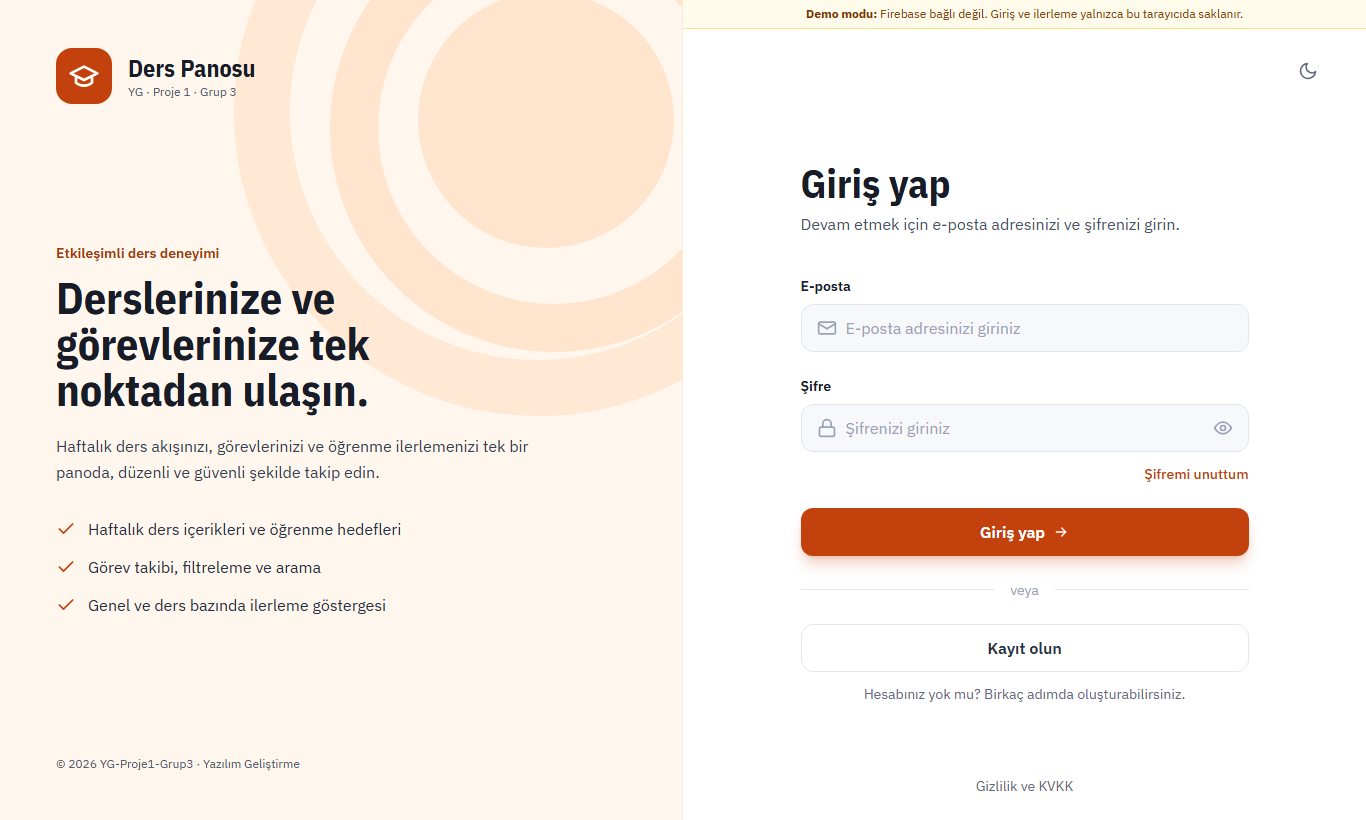 Ders Panosu
YG · Proje 1 · Grup 3
Etkileşimli ders deneyimi
Derslerinize ve
görevlerinize tek
noktadan ulaşın.
Haftalık ders akışınızı, görevlerinizi ve öğrenme ilerlemenizi tek bir
panoda, düzenli ve güvenli şekilde takip edin.
Haftalık ders içerikleri ve öğrenme hedefleri
Görev takibi, filtreleme ve arama
Genel ve ders bazında ilerleme göstergesi
© 2026 YG-Proje1-Grup3 · Yazılım Geliştirme
Demo modu: Firebase bağlı değil. Giriş ve ilerleme yalnızca bu tarayıcıda saklanır.
Giriş yap
Devam etmek için e-posta adresinizi ve şifrenizi girin.
E-posta
E-posta adresinizi giriniz
Şifre
Şifrenizi giriniz
Şifremi unuttum
Giriş yap →
veya
Kayıt olun
Hesabınız yok mu? Birkaç adımda oluşturabilirsiniz.
Gizlilik ve KVKK